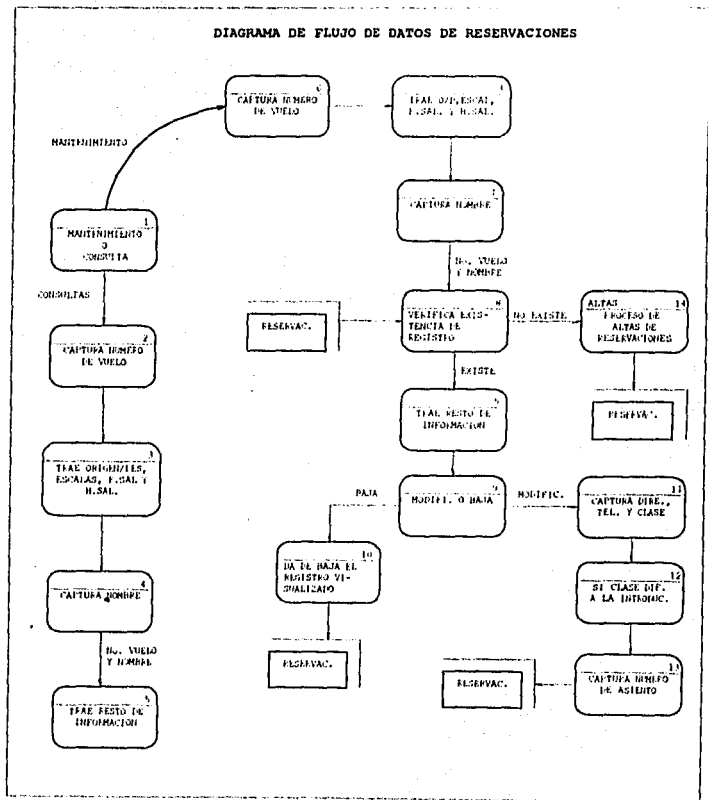 DIAGRAMA DE FLUJO DE DATOS DE RESERVACIONES
6
CAPTURA NUMERO
DE VUELO
TRAE O/D,ESCAL,
F.SAL. Y H.SAL.
MANTENIMIENTO
CAPTURA NOMBRE
1
MANTENIMIENTO
O
CONSULTA
No. VUELO
Y NOMBRE
CONSULTAS
8
VERIFICA EXIS-
TENCIA DE
REGISTRO
NO EXISTE
ALTAS 14
PROCESO DE
ALTAS DE
RESERVACIONES
RESERVAC.
2
CAPTURA NUMERO
DE VUELO
EXISTE
5
TRAE RESTO DE
INFORMACION
RESERVAC.
3
TRAE ORIGEN/DES,
ESCALAS, F.SAL Y
H.SAL.
9
MODIFI. O BAJA
BAJA
MODIFIC.
11
CAPTURA DIRE.,
TEL. Y CLASE
10
DA DE BAJA EL
REGISTRO VI-
SUALIZADO
12
SI CLASE DIF.
A LA INTRODUC.
4
CAPTURA NOMBRE
No. VUELO
Y NOMBRE
RESERVAC.
RESERVAC.
13
CAPTURA NUMERO
DE ASIENTO
5
TRAE RESTO DE
INFORMACION